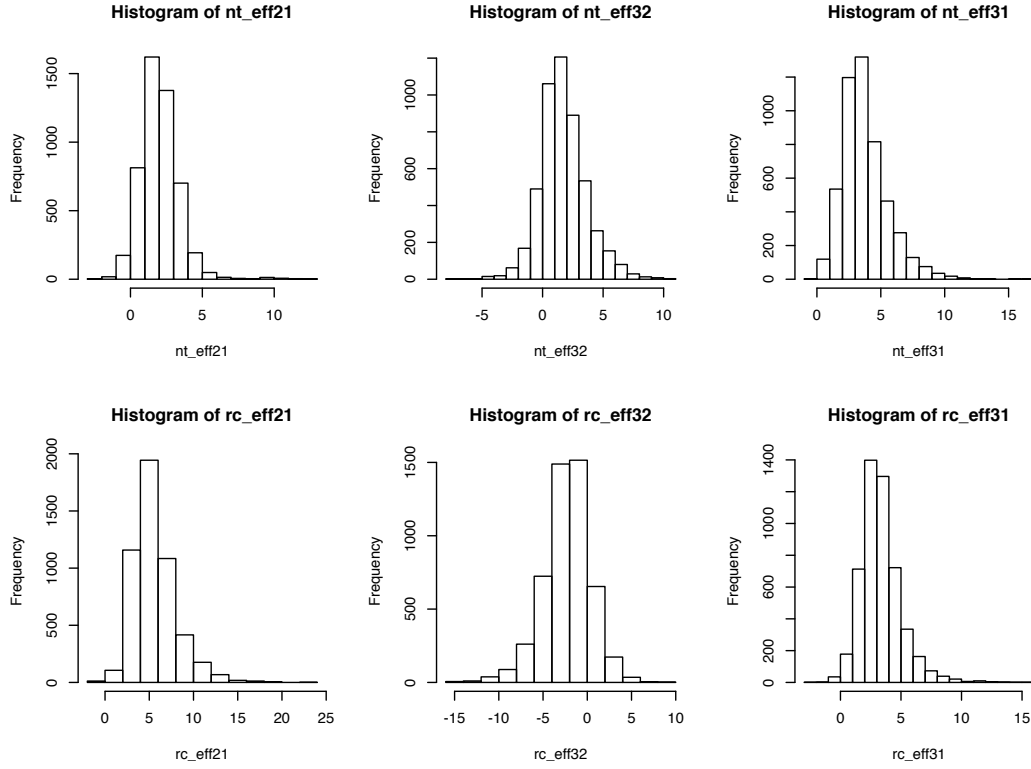 Histogram of nt_eff21
Frequency
0 500 1000 1500
0 5 10
nt_eff21
Histogram of nt_eff32
Frequency
0 200 600 1000
-5 0 5 10
nt_eff32
Histogram of nt_eff31
Frequency
0 200 600 1000
0 5 10 15
nt_eff31
Histogram of rc_eff21
Frequency
0 500 1000 1500 2000
0 5 10 15 20 25
rc_eff21
Histogram of rc_eff32
Frequency
0 500 1000 1500
-15 -10 -5 0 5 10
rc_eff32
Histogram of rc_eff31
Frequency
0 200 600 1000 1400
0 5 10 15
rc_eff31